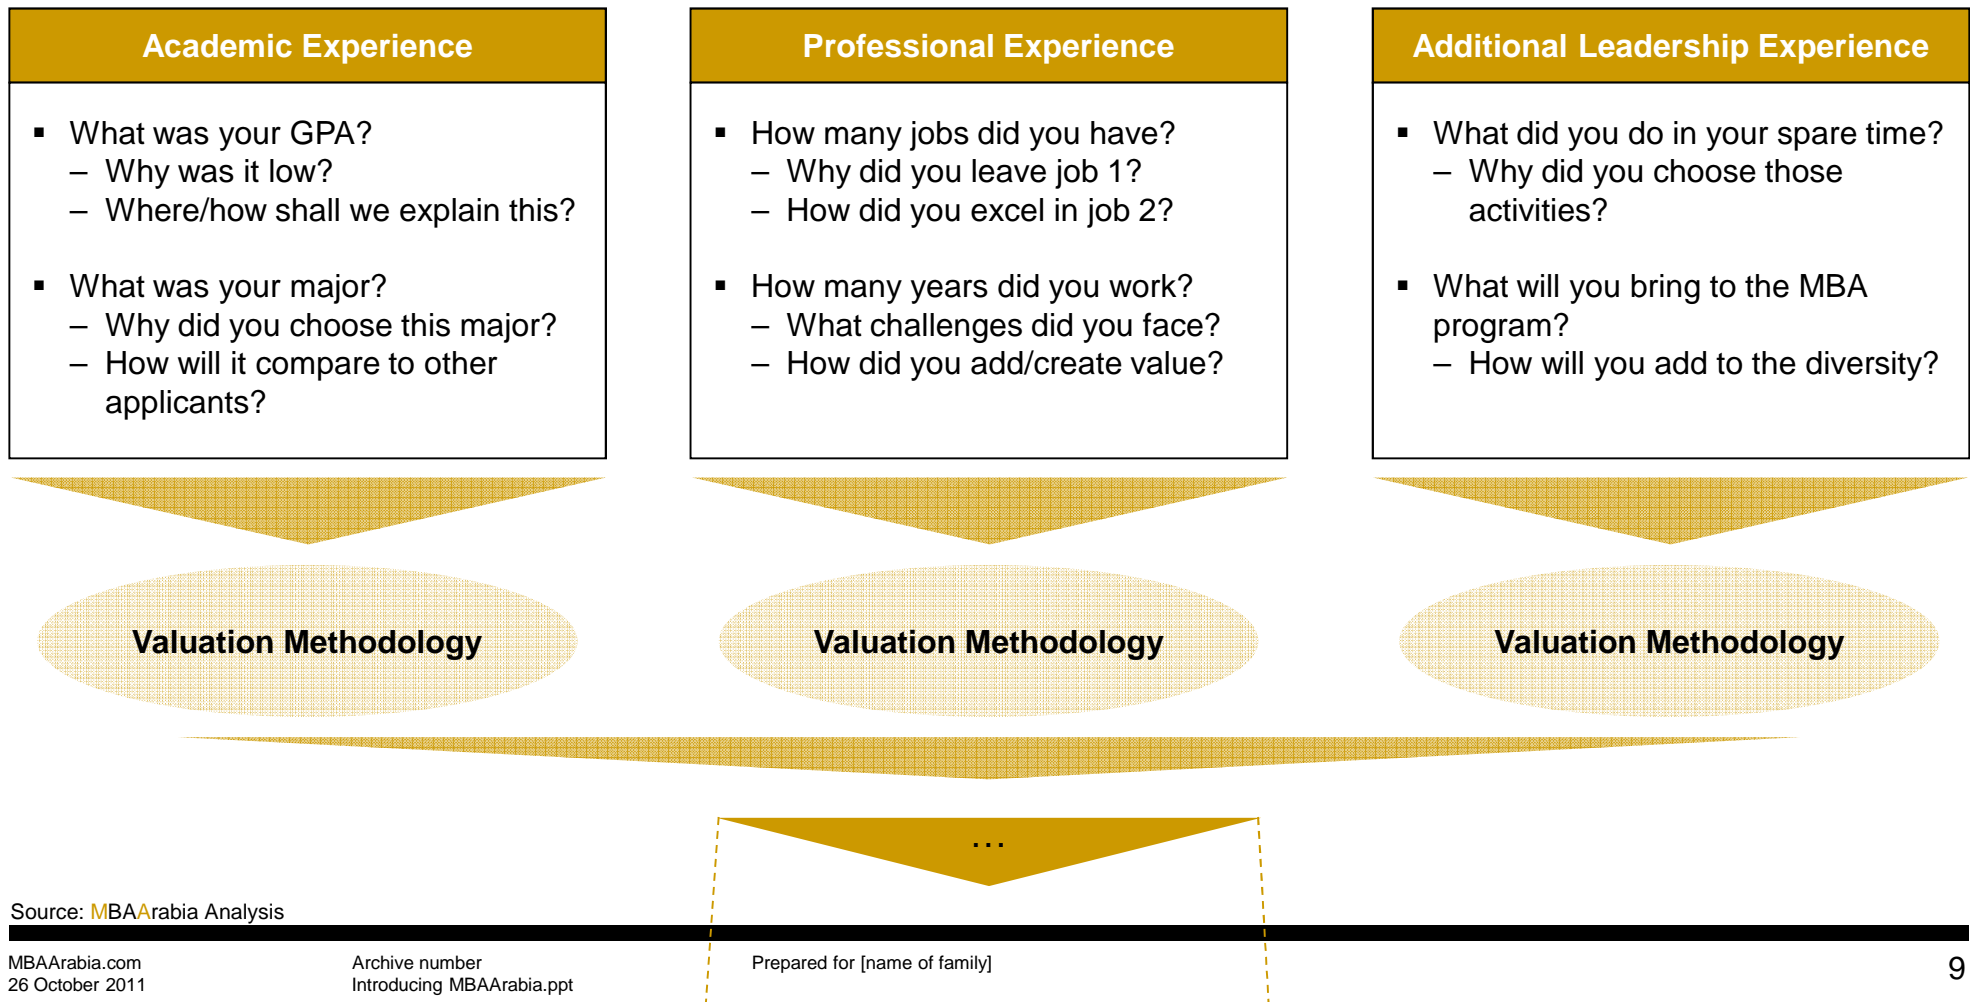 Academic Experience
▪ What was your GPA?
– Why was it low?
– Where/how shall we explain this?
▪ What was your major?
– Why did you choose this major?
– How will it compare to other
applicants?
Professional Experience
▪ How many jobs did you have?
– Why did you leave job 1?
– How did you excel in job 2?
▪ How many years did you work?
– What challenges did you face?
– How did you add/create value?
Additional Leadership Experience
▪ What did you do in your spare time?
– Why did you choose those
activities?
▪ What will you bring to the MBA
program?
– How will you add to the diversity?
Valuation Methodology
Valuation Methodology
Valuation Methodology
…
Source: MBAArabia Analysis
MBAArabia.com
26 October 2011
Archive number
Introducing MBAArabia.ppt
Prepared for [name of family]
9